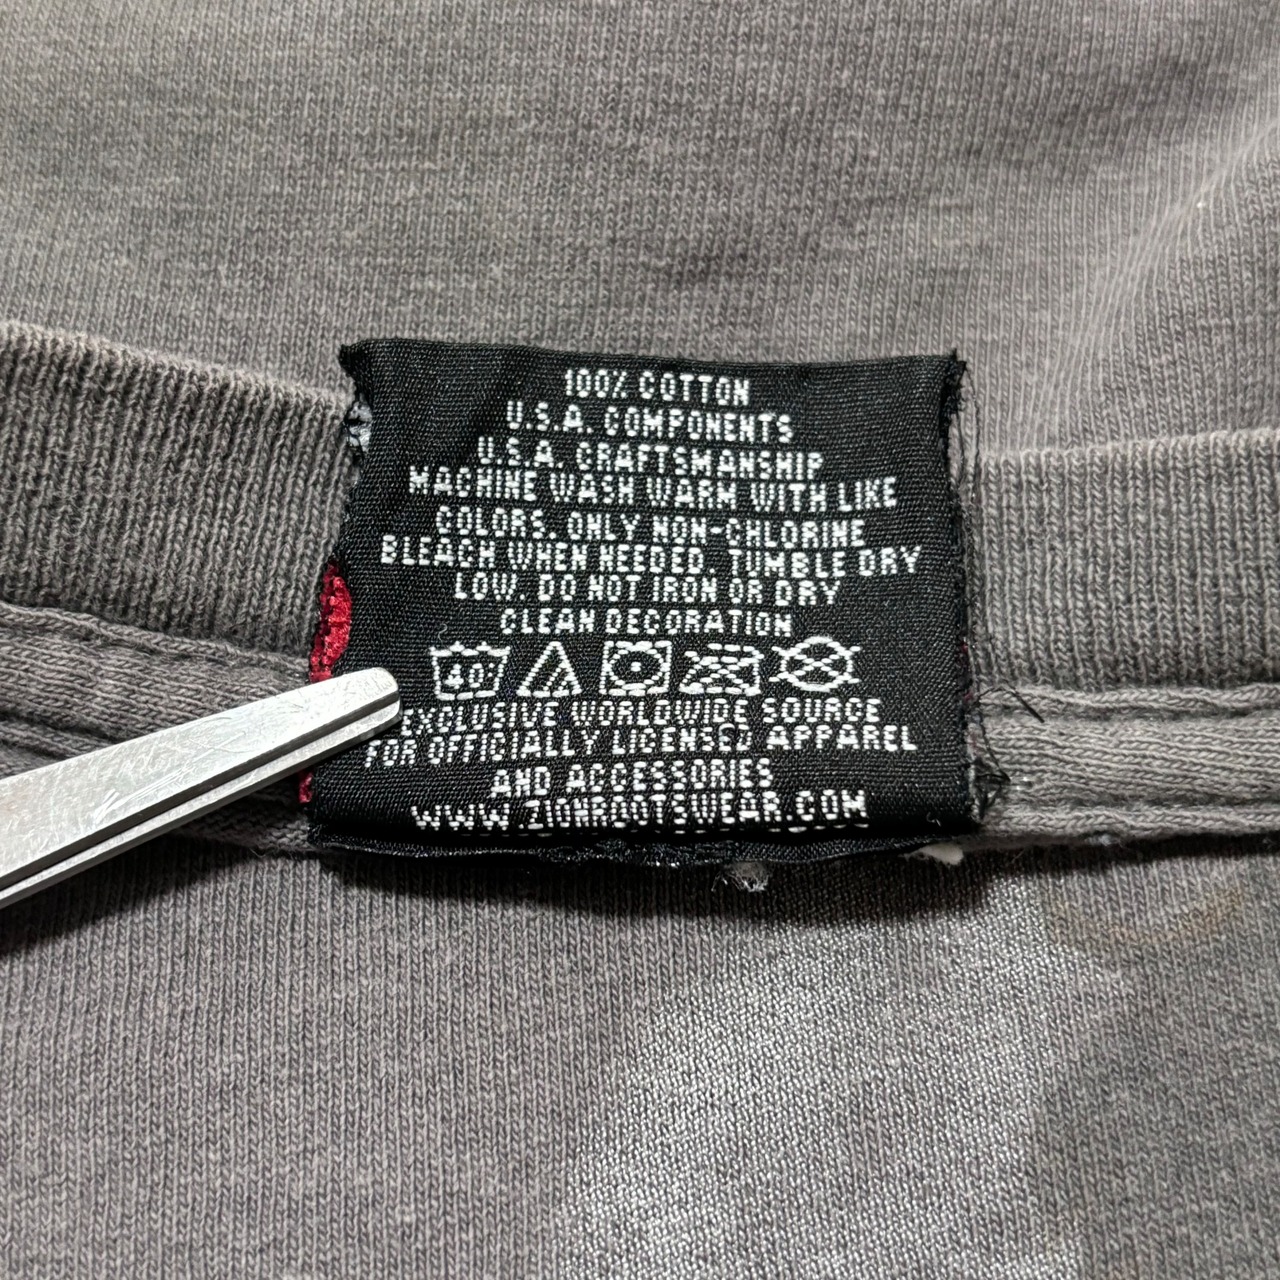 100% COTTON
U.S.A. COMPONENTS
U.S.A. CRAFTSMANSHIP
MACHINE WASH WARM WITH LIKE
COLORS. ONLY NON-CHLORINE
BLEACH WHEN NEEDED. TUMBLE DRY
LOW. DO NOT IRON OR DRY
CLEAN DECORATION
40
EXCLUSIVE WORLDWIDE SOURCE
FOR OFFICIALLY LICENSED APPAREL
AND ACCESSORIES
WWW.ZIONROOTSWEAR.COM